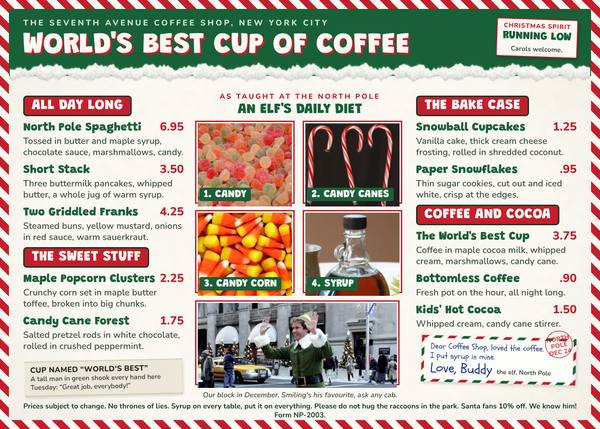 THE SEVENTH AVENUE COFFEE SHOP, NEW YORK CITY
WORLD'S BEST CUP OF COFFEE
CHRISTMAS SPIRIT
RUNNING LOW
Carols welcome.
ALL DAY LONG
North Pole Spaghetti 6.95
Tossed in butter and maple syrup,
chocolate sauce, marshmallows, candy.
Short Stack 3.50
Three buttermilk pancakes, whipped
butter, a whole jug of warm syrup.
Two Griddled Franks 4.25
Steamed buns, yellow mustard, onions
in red sauce, warm sauerkraut.
THE SWEET STUFF
Maple Popcorn Clusters 2.25
Crunchy corn set in maple butter
toffee, broken into big chunks.
Candy Cane Forest 1.75
Salted pretzel rods in white chocolate,
rolled in crushed peppermint.
CUP NAMED "WORLD'S BEST"
A tall man in green shook every hand here
Tuesday: "Great job, everybody!"
AS TAUGHT AT THE NORTH POLE
AN ELF'S DAILY DIET
1. CANDY
2. CANDY CANES
3. CANDY CORN
4. SYRUP
Our block in December. Smiling's his favourite, ask any cab.
THE BAKE CASE
Snowball Cupcakes 1.25
Vanilla cake, thick cream cheese
frosting, rolled in shredded coconut.
Paper Snowflakes .95
Thin sugar cookies, cut out and iced
white, crisp at the edges.
COFFEE AND COCOA
The World's Best Cup 3.75
Coffee in maple cocoa milk, whipped
cream, marshmallows, candy cane.
Bottomless Coffee .90
Fresh pot on the hour, all night long.
Kids' Hot Cocoa 1.50
Whipped cream, candy cane stirrer.
Dear Coffee Shop, loved the coffee.
I put syrup in mine.
Love, Buddy the elf, North Pole
NORTH
POLE
DEC 24
Prices subject to change. No thrones of lies. Syrup on every table, put it on everything. Please do not hug the raccoons in the park. Santa fans 10% off. We know him!
Form NP-2003.